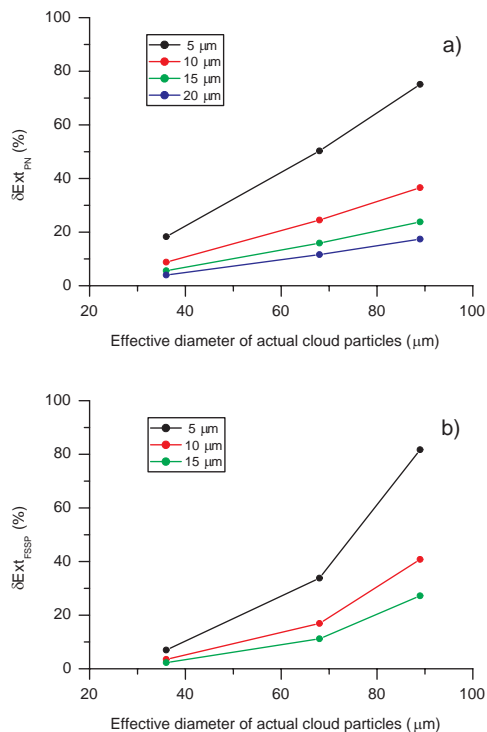 100
a)
5 μm
10 μm
15 μm
20 μm
80
60
40
20
0
δExt_PN (%)
20 40 60 80 100
Effective diameter of actual cloud particles (μm)
100
b)
5 μm
10 μm
15 μm
80
60
40
20
0
δExt_FSSP (%)
20 40 60 80 100
Effective diameter of actual cloud particles (μm)